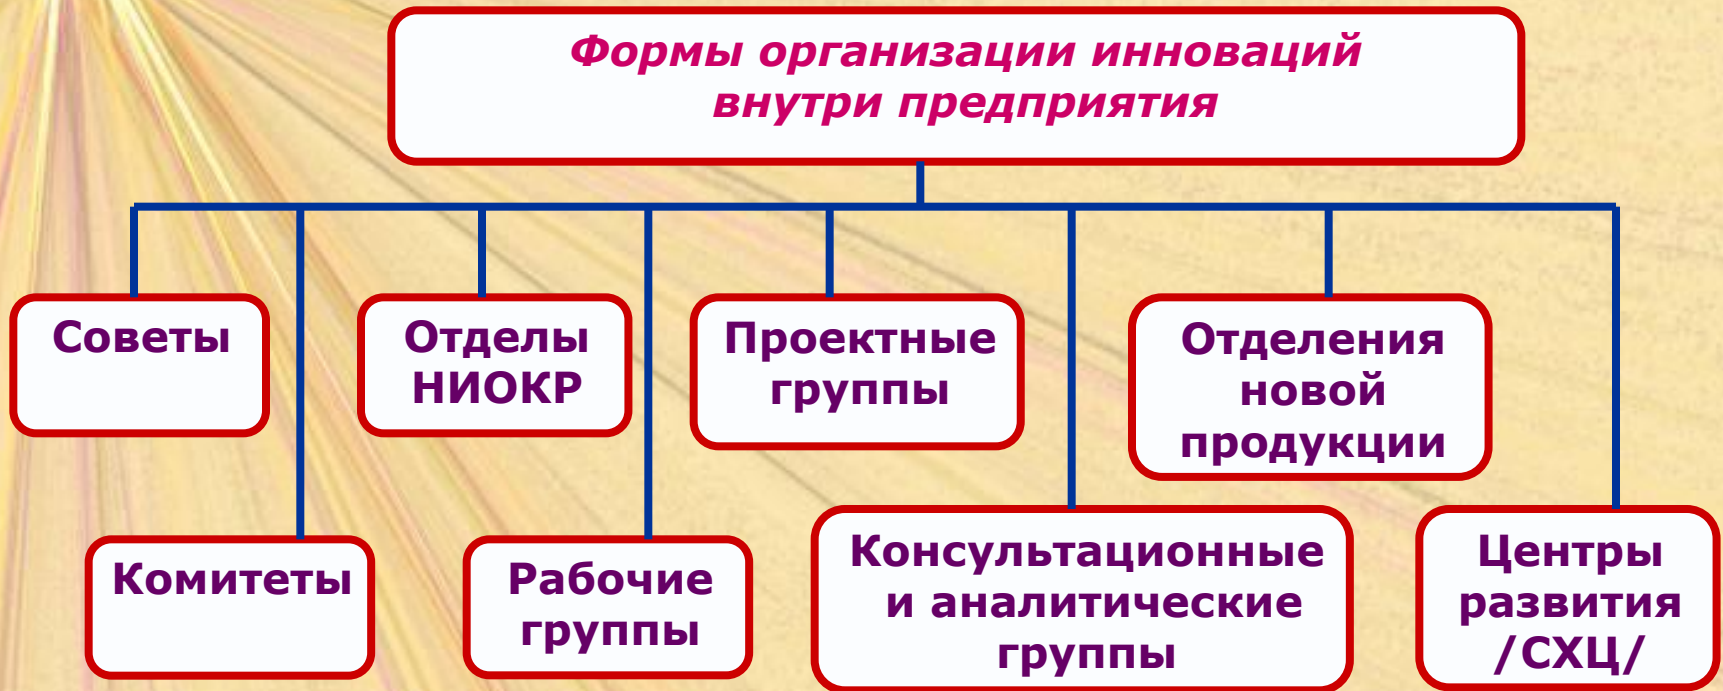 Формы организации инноваций
внутри предприятия
Советы
Отделы
НИОКР
Проектные
группы
Отделения
новой
продукции
Комитеты
Рабочие
группы
Консультационные
и аналитические
группы
Центры
развития
/СХЦ/